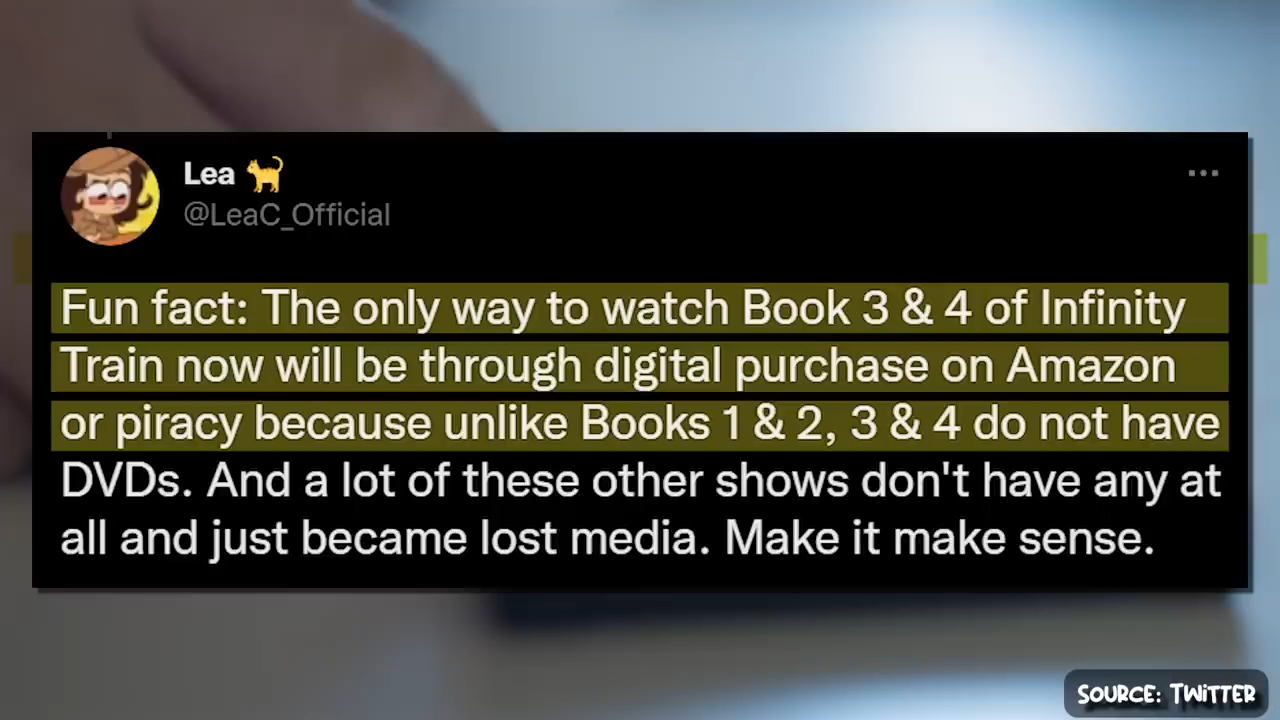 Lea 🐈
@LeaC_Official
Fun fact: The only way to watch Book 3 & 4 of Infinity
Train now will be through digital purchase on Amazon
or piracy because unlike Books 1 & 2, 3 & 4 do not have
DVDs. And a lot of these other shows don't have any at
all and just became lost media. Make it make sense.
SOURCE: TWITTER